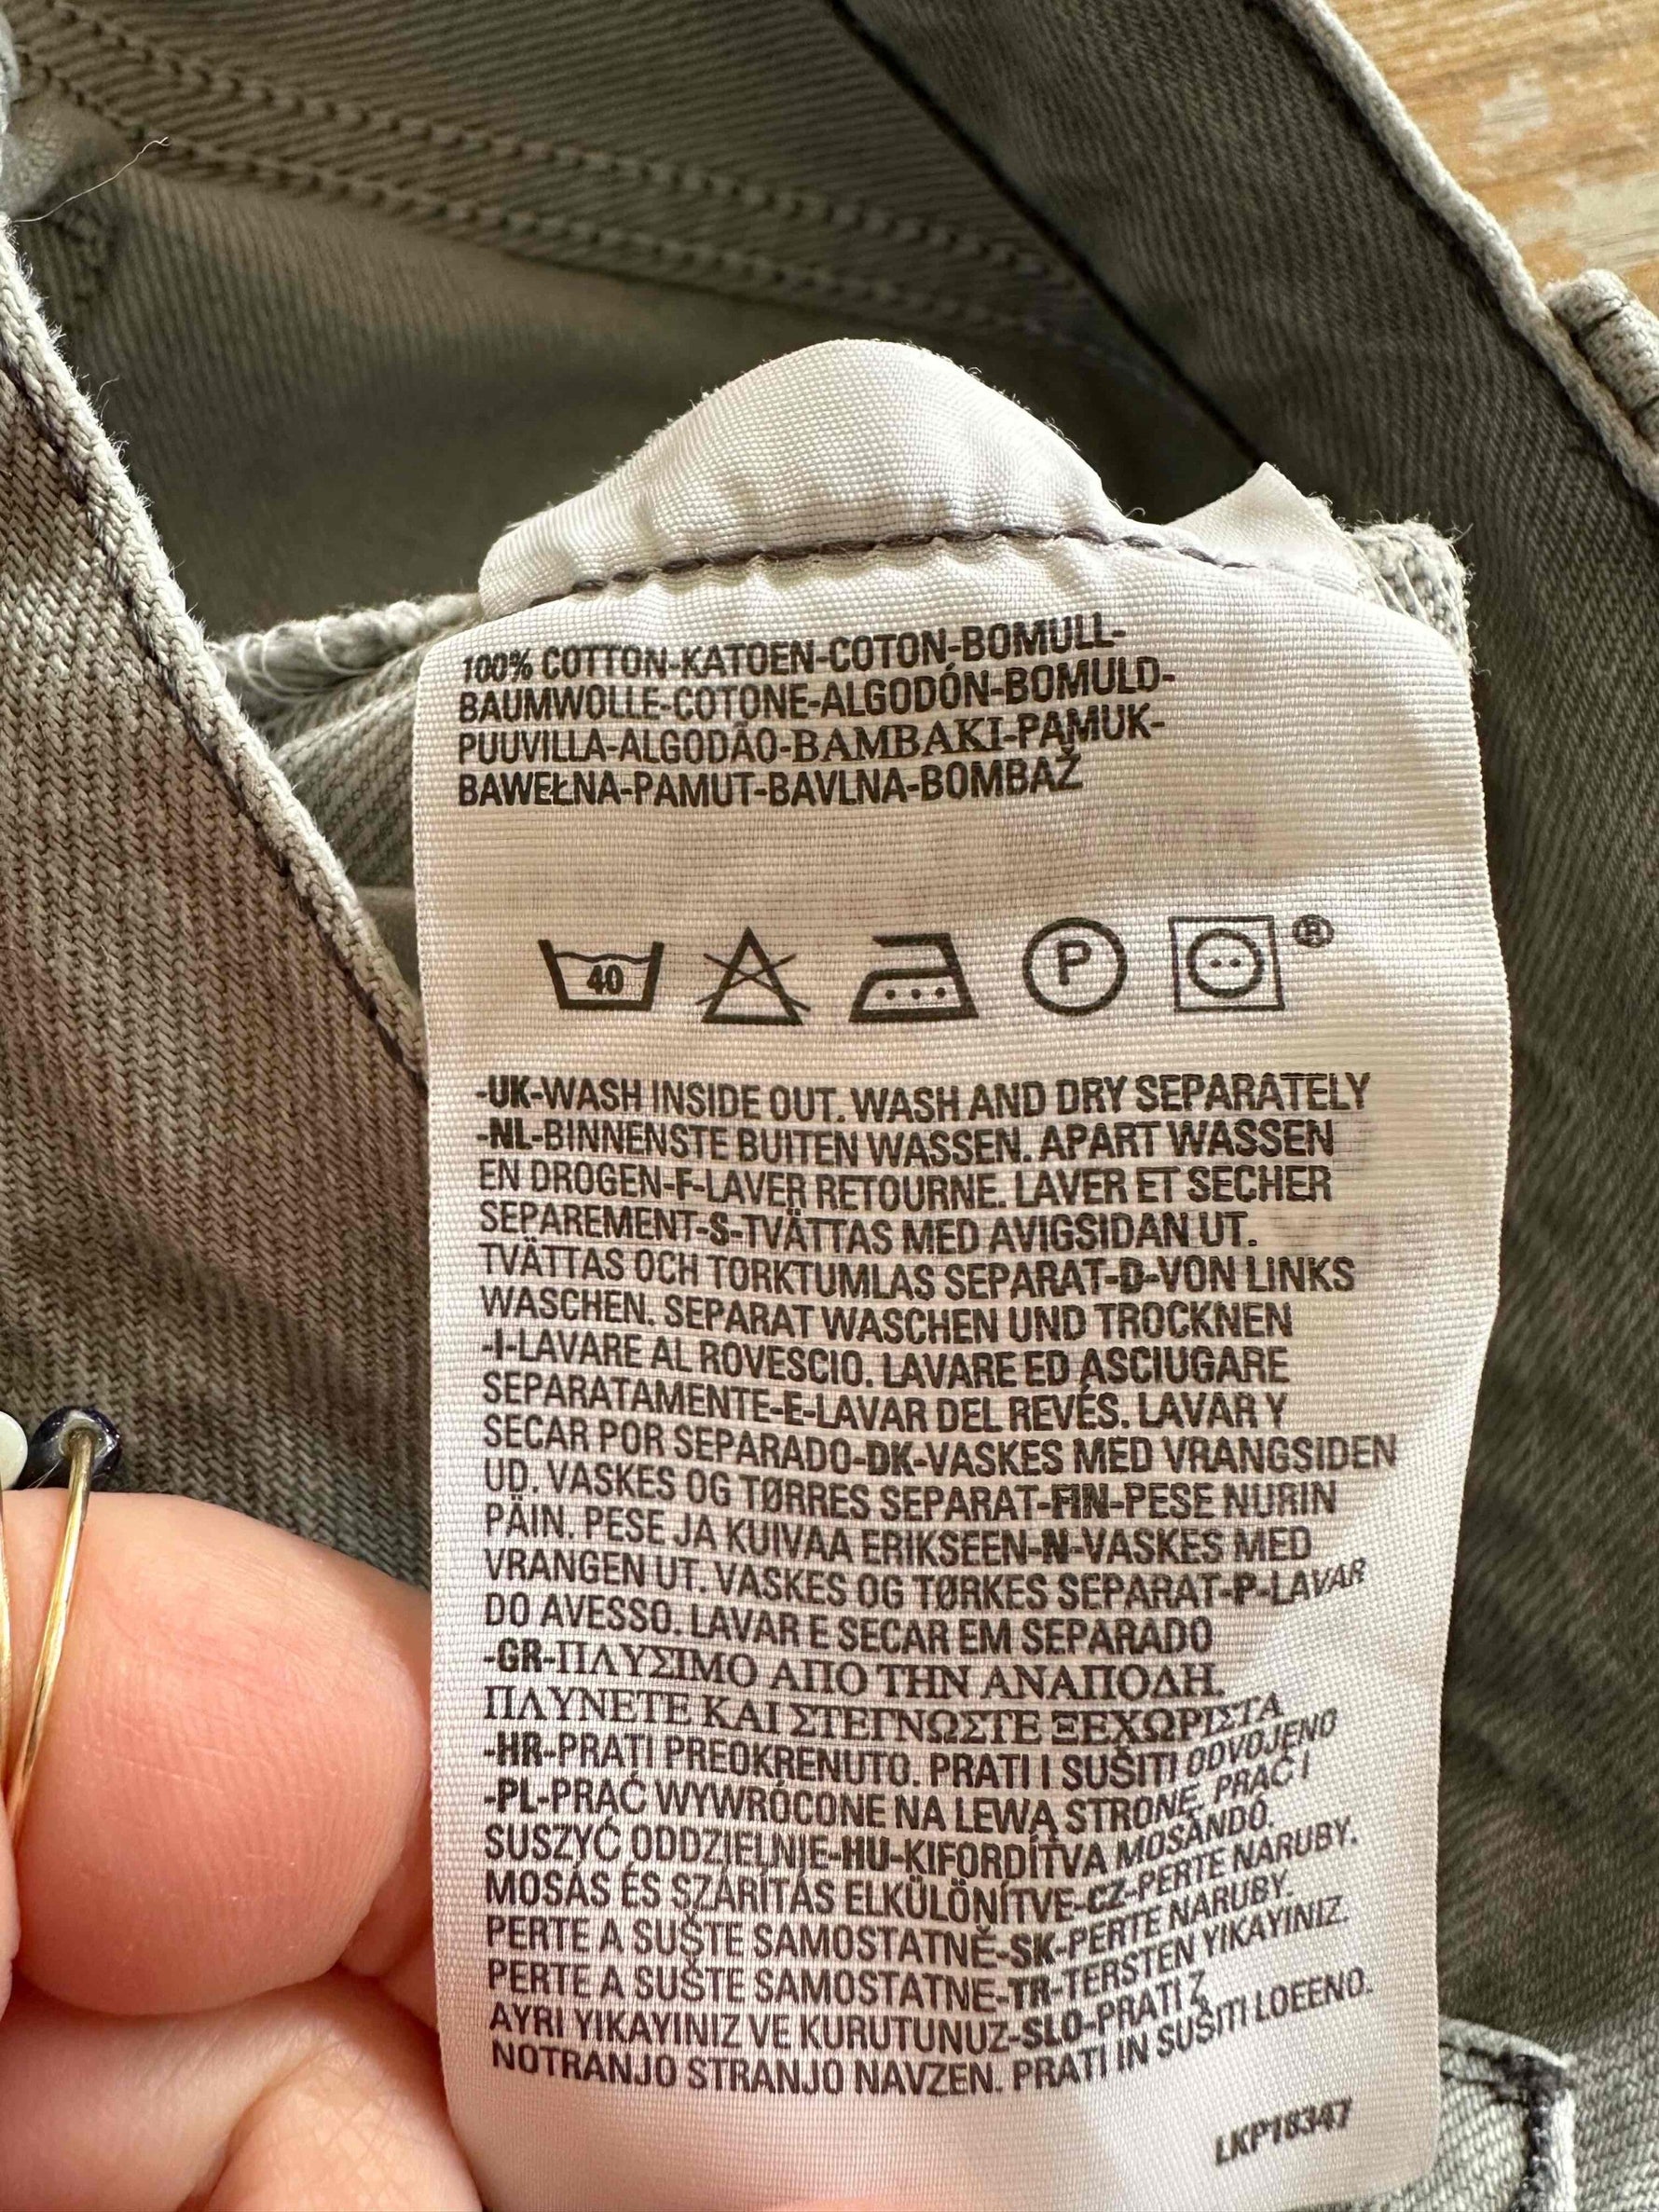 100% COTTON-KATOEN-COTON-BOMULL-
BAUMWOLLE-COTONE-ALGODÓN-BOMULD-
PUUVILLA-ALGODÃO-BAMBAKI-PAMUK-
BAWEŁNA-PAMUT-BAVLNA-BOMBAŽ
40 P ®
-UK-WASH INSIDE OUT. WASH AND DRY SEPARATELY
-NL-BINNENSTE BUITEN WASSEN. APART WASSEN
EN DROGEN-F-LAVER RETOURNE. LAVER ET SECHER
SEPAREMENT-S-TVÄTTAS MED AVIGSIDAN UT.
TVÄTTAS OCH TORKTUMLAS SEPARAT-D-VON LINKS
WASCHEN. SEPARAT WASCHEN UND TROCKNEN
-I-LAVARE AL ROVESCIO. LAVARE ED ASCIUGARE
SEPARATAMENTE-E-LAVAR DEL REVÉS. LAVAR Y
SECAR POR SEPARADO-DK-VASKES MED VRANGSIDEN
UD. VASKES OG TØRRES SEPARAT-FIN-PESE NURIN
PÄIN. PESE JA KUIVAA ERIKSEEN-N-VASKES MED
VRANGEN UT. VASKES OG TØRKES SEPARAT-P-LAVAR
DO AVESSO. LAVAR E SECAR EM SEPARADO
-GR-ΠΛΥΣΙΜΟ ΑΠΟ ΤΗΝ ΑΝΑΠΟΔΗ.
ΠΛΥΝΕΤΕ ΚΑΙ ΣΤΕΓΝΩΣΤΕ ΞΕΧΩΡΙΣΤΑ
-HR-PRATI PREOKRENUTO. PRATI I SUŠITI ODVOJENO
-PL-PRAĆ WYWRÓCONE NA LEWĄ STRONĘ. PRAĆ I
SUSZYĆ ODDZIELNIE-HU-KIFORDÍTVA MOSANDÓ.
MOSÁS ÉS SZÁRÍTÁS ELKÜLÖNÍTVE-CZ-PERTE NARUBY.
PERTE A SUŠTE SAMOSTATNĚ-SK-PERTE NARUBY.
PERTE A SUŠTE SAMOSTATNE-TR-TERSTEN YIKAYINIZ.
AYRI YIKAYINIZ VE KURUTUNUZ-SLO-PRATI Z
NOTRANJO STRANJO NAVZEN. PRATI IN SUŠITI LOEENO.
LKP18347